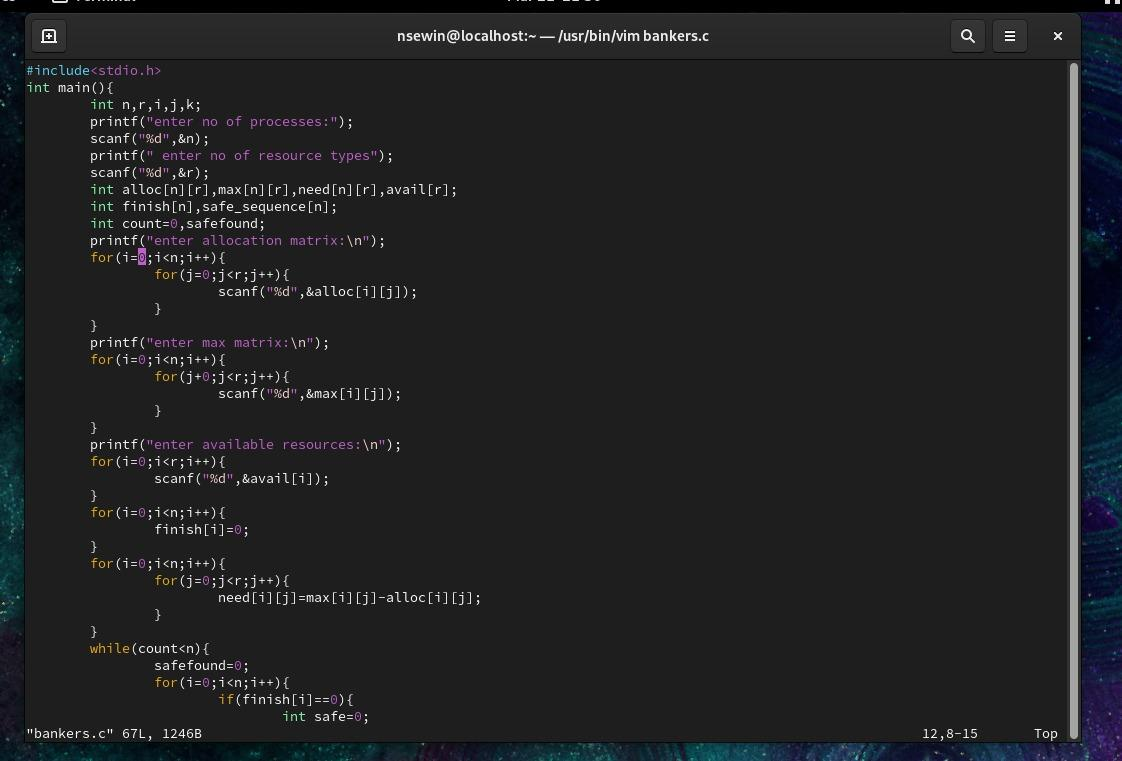 nsewin@localhost:~ — /usr/bin/vim bankers.c
#include<stdio.h>
int main(){
        int n,r,i,j,k;
        printf("enter no of processes:");
        scanf("%d",&n);
        printf(" enter no of resource types");
        scanf("%d",&r);
        int alloc[n][r],max[n][r],need[n][r],avail[r];
        int finish[n],safe_sequence[n];
        int count=0,safefound;
        printf("enter allocation matrix:\n");
        for(i=0;i<n;i++){
                for(j=0;j<r;j++){
                        scanf("%d",&alloc[i][j]);
                }
        }
        printf("enter max matrix:\n");
        for(i=0;i<n;i++){
                for(j+0;j<r;j++){
                        scanf("%d",&max[i][j]);
                }
        }
        printf("enter available resources:\n");
        for(i=0;i<r;i++){
                scanf("%d",&avail[i]);
        }
        for(i=0;i<n;i++){
                finish[i]=0;
        }
        for(i=0;i<n;i++){
                for(j=0;j<r;j++){
                        need[i][j]=max[i][j]-alloc[i][j];
                }
        }
        while(count<n){
                safefound=0;
                for(i=0;i<n;i++){
                        if(finish[i]==0){
                                int safe=0;
"bankers.c" 67L, 1246B 12,8-15 Top